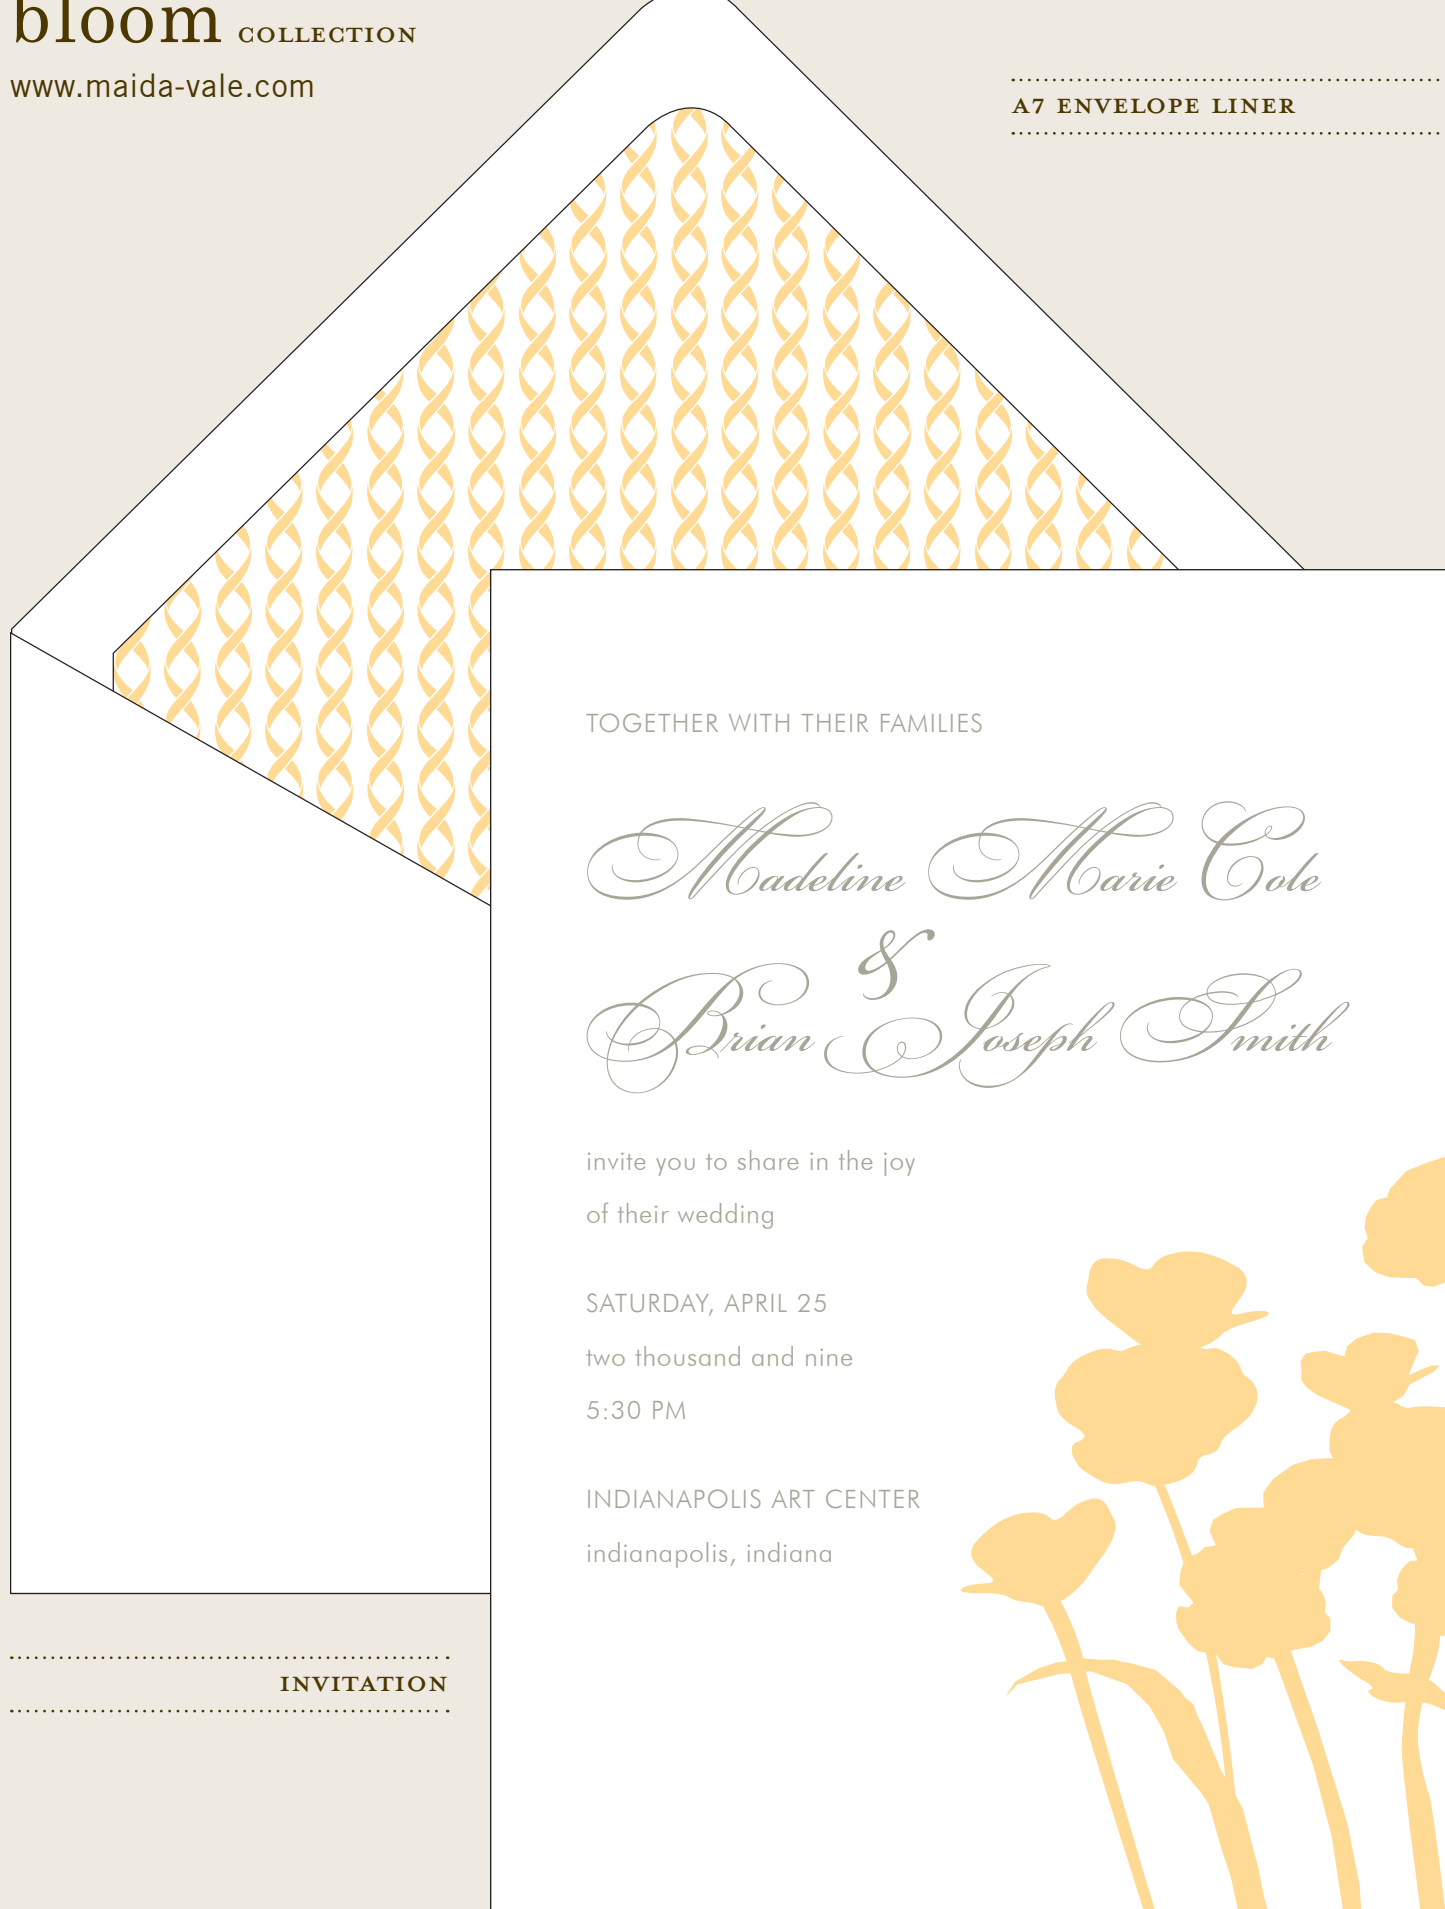 bloom COLLECTION
www.maida-vale.com
A7 ENVELOPE LINER
TOGETHER WITH THEIR FAMILIES
Madeline Marie Cole
&
Brian Joseph Smith
invite you to share in the joy
of their wedding
SATURDAY, APRIL 25
two thousand and nine
5:30 PM
INDIANAPOLIS ART CENTER
indianapolis, indiana
INVITATION